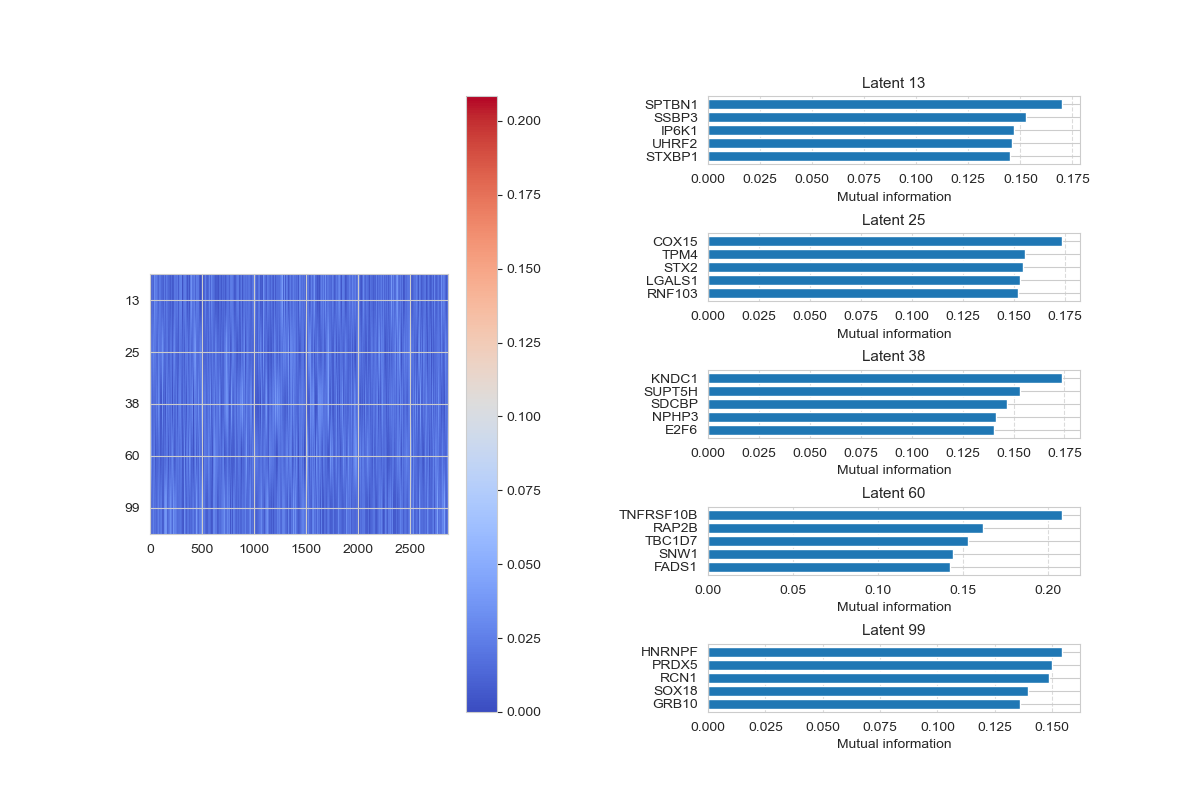 13
25
38
60
99
0 500 1000 1500 2000 2500
0.200
0.175
0.150
0.125
0.100
0.075
0.050
0.025
0.000
Latent 13
SPTBN1
SSBP3
IP6K1
UHRF2
STXBP1
0.000 0.025 0.050 0.075 0.100 0.125 0.150 0.175
Mutual information
Latent 25
COX15
TPM4
STX2
LGALS1
RNF103
0.000 0.025 0.050 0.075 0.100 0.125 0.150 0.175
Mutual information
Latent 38
KNDC1
SUPT5H
SDCBP
NPHP3
E2F6
0.000 0.025 0.050 0.075 0.100 0.125 0.150 0.175
Mutual information
Latent 60
TNFRSF10B
RAP2B
TBC1D7
SNW1
FADS1
0.00 0.05 0.10 0.15 0.20
Mutual information
Latent 99
HNRNPF
PRDX5
RCN1
SOX18
GRB10
0.000 0.025 0.050 0.075 0.100 0.125 0.150
Mutual information